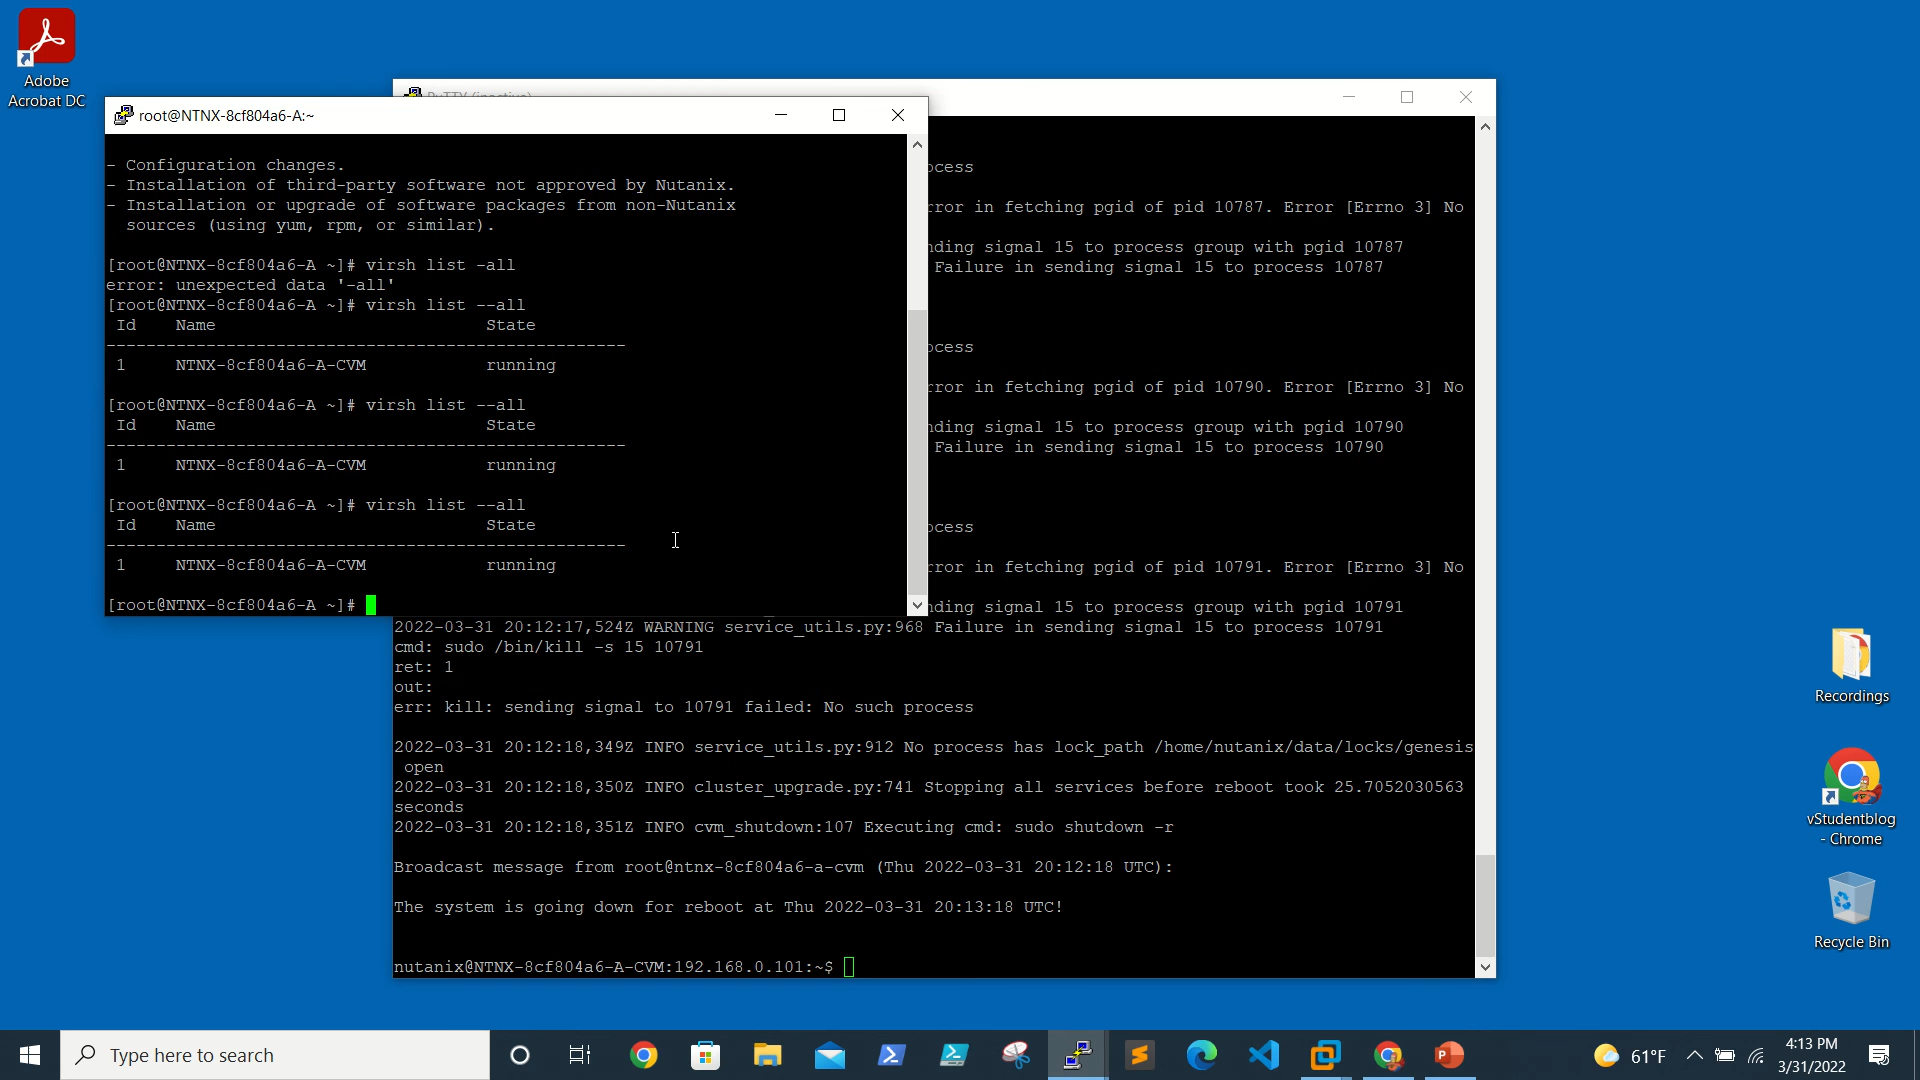 Adobe
Acrobat DC
root@NTNX-8cf804a6-A:~
- Configuration changes.
- Installation of third-party software not approved by Nutanix.
- Installation or upgrade of software packages from non-Nutanix
sources (using yum, rpm, or similar).
[root@NTNX-8cf804a6-A ~]# virsh list -all
error: unexpected data '-all'
[root@NTNX-8cf804a6-A ~]# virsh list --all
Id Name State
----------------------------------------------------
1 NTNX-8cf804a6-A-CVM running
[root@NTNX-8cf804a6-A ~]# virsh list --all
Id Name State
----------------------------------------------------
1 NTNX-8cf804a6-A-CVM running
[root@NTNX-8cf804a6-A ~]# virsh list --all
Id Name State
----------------------------------------------------
1 NTNX-8cf804a6-A-CVM running
[root@NTNX-8cf804a6-A ~]#
PuTTY (inactive)
ocess
rror in fetching pgid of pid 10787. Error [Errno 3] No
nding signal 15 to process group with pgid 10787
Failure in sending signal 15 to process 10787
ocess
rror in fetching pgid of pid 10790. Error [Errno 3] No
nding signal 15 to process group with pgid 10790
Failure in sending signal 15 to process 10790
ocess
rror in fetching pgid of pid 10791. Error [Errno 3] No
nding signal 15 to process group with pgid 10791
2022-03-31 20:12:17,524Z WARNING service_utils.py:968 Failure in sending signal 15 to process 10791
cmd: sudo /bin/kill -s 15 10791
ret: 1
out:
err: kill: sending signal to 10791 failed: No such process
2022-03-31 20:12:18,349Z INFO service_utils.py:912 No process has lock_path /home/nutanix/data/locks/genesis
open
2022-03-31 20:12:18,350Z INFO cluster_upgrade.py:741 Stopping all services before reboot took 25.7052030563
seconds
2022-03-31 20:12:18,351Z INFO cvm_shutdown:107 Executing cmd: sudo shutdown -r
Broadcast message from root@ntnx-8cf804a6-a-cvm (Thu 2022-03-31 20:12:18 UTC):
The system is going down for reboot at Thu 2022-03-31 20:13:18 UTC!
nutanix@NTNX-8cf804a6-A-CVM:192.168.0.101:~$
Recordings
vStudentblog
- Chrome
Recycle Bin
Type here to search
61°F
4:13 PM
3/31/2022